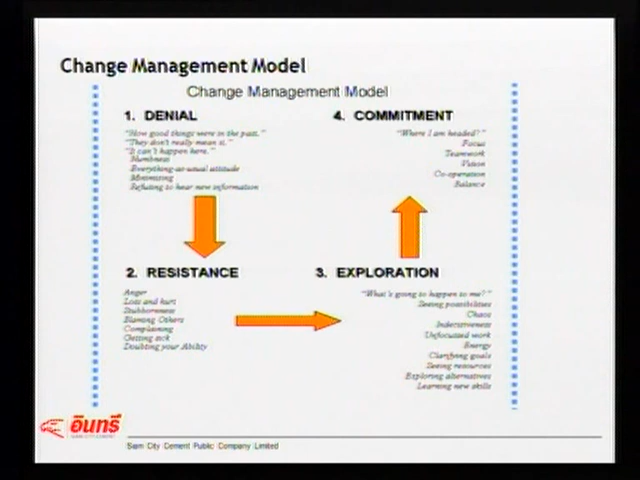 Change Management Model
Change Management Model
1. DENIAL
"How good things were in the past."
"They don't really mean it."
"It can't happen here."
Numbness
Everything-as-usual attitude
Minimizing
Refusing to hear new information
4. COMMITMENT
"Where I am headed?"
Focus
Teamwork
Vision
Co-operation
Balance
2. RESISTANCE
Anger
Loss and hurt
Stubbornness
Blaming Others
Complaining
Getting sick
Doubting your Ability
3. EXPLORATION
"What's going to happen to me?"
Seeing possibilities
Chaos
Indecisiveness
Unfocused work
Energy
Clarifying goals
Seeing resources
Exploring alternatives
Learning new skills
อินทรี
SIAM CITY CEMENT
Siam City Cement Public Company Limited